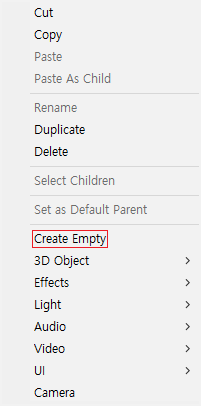 Cut
Copy
Paste
Paste As Child
Rename
Duplicate
Delete
Select Children
Set as Default Parent
Create Empty
3D Object
Effects
Light
Audio
Video
UI
Camera